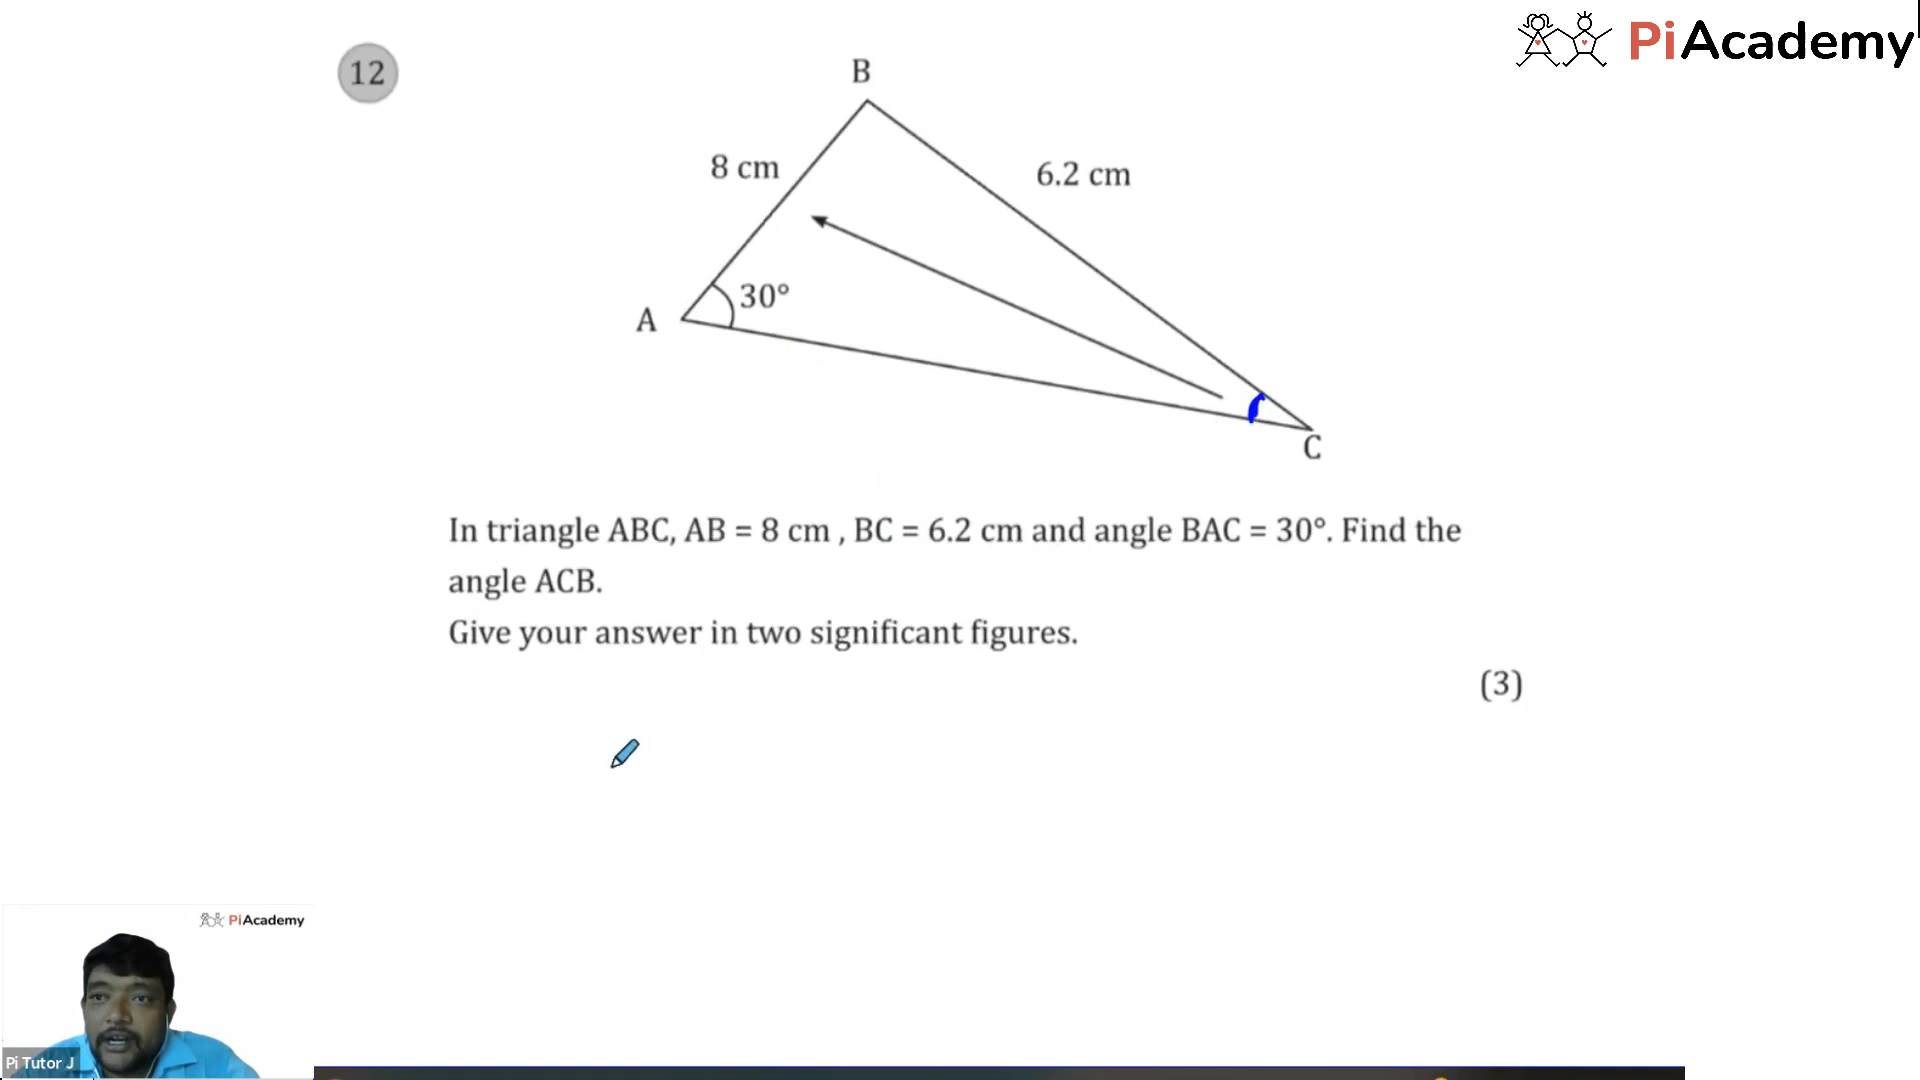 PiAcademy
12
B
8 cm
6.2 cm
30°
A
C
In triangle ABC, AB = 8 cm , BC = 6.2 cm and angle BAC = 30°. Find the
angle ACB.
Give your answer in two significant figures.
(3)
PiAcademy
Pi Tutor J